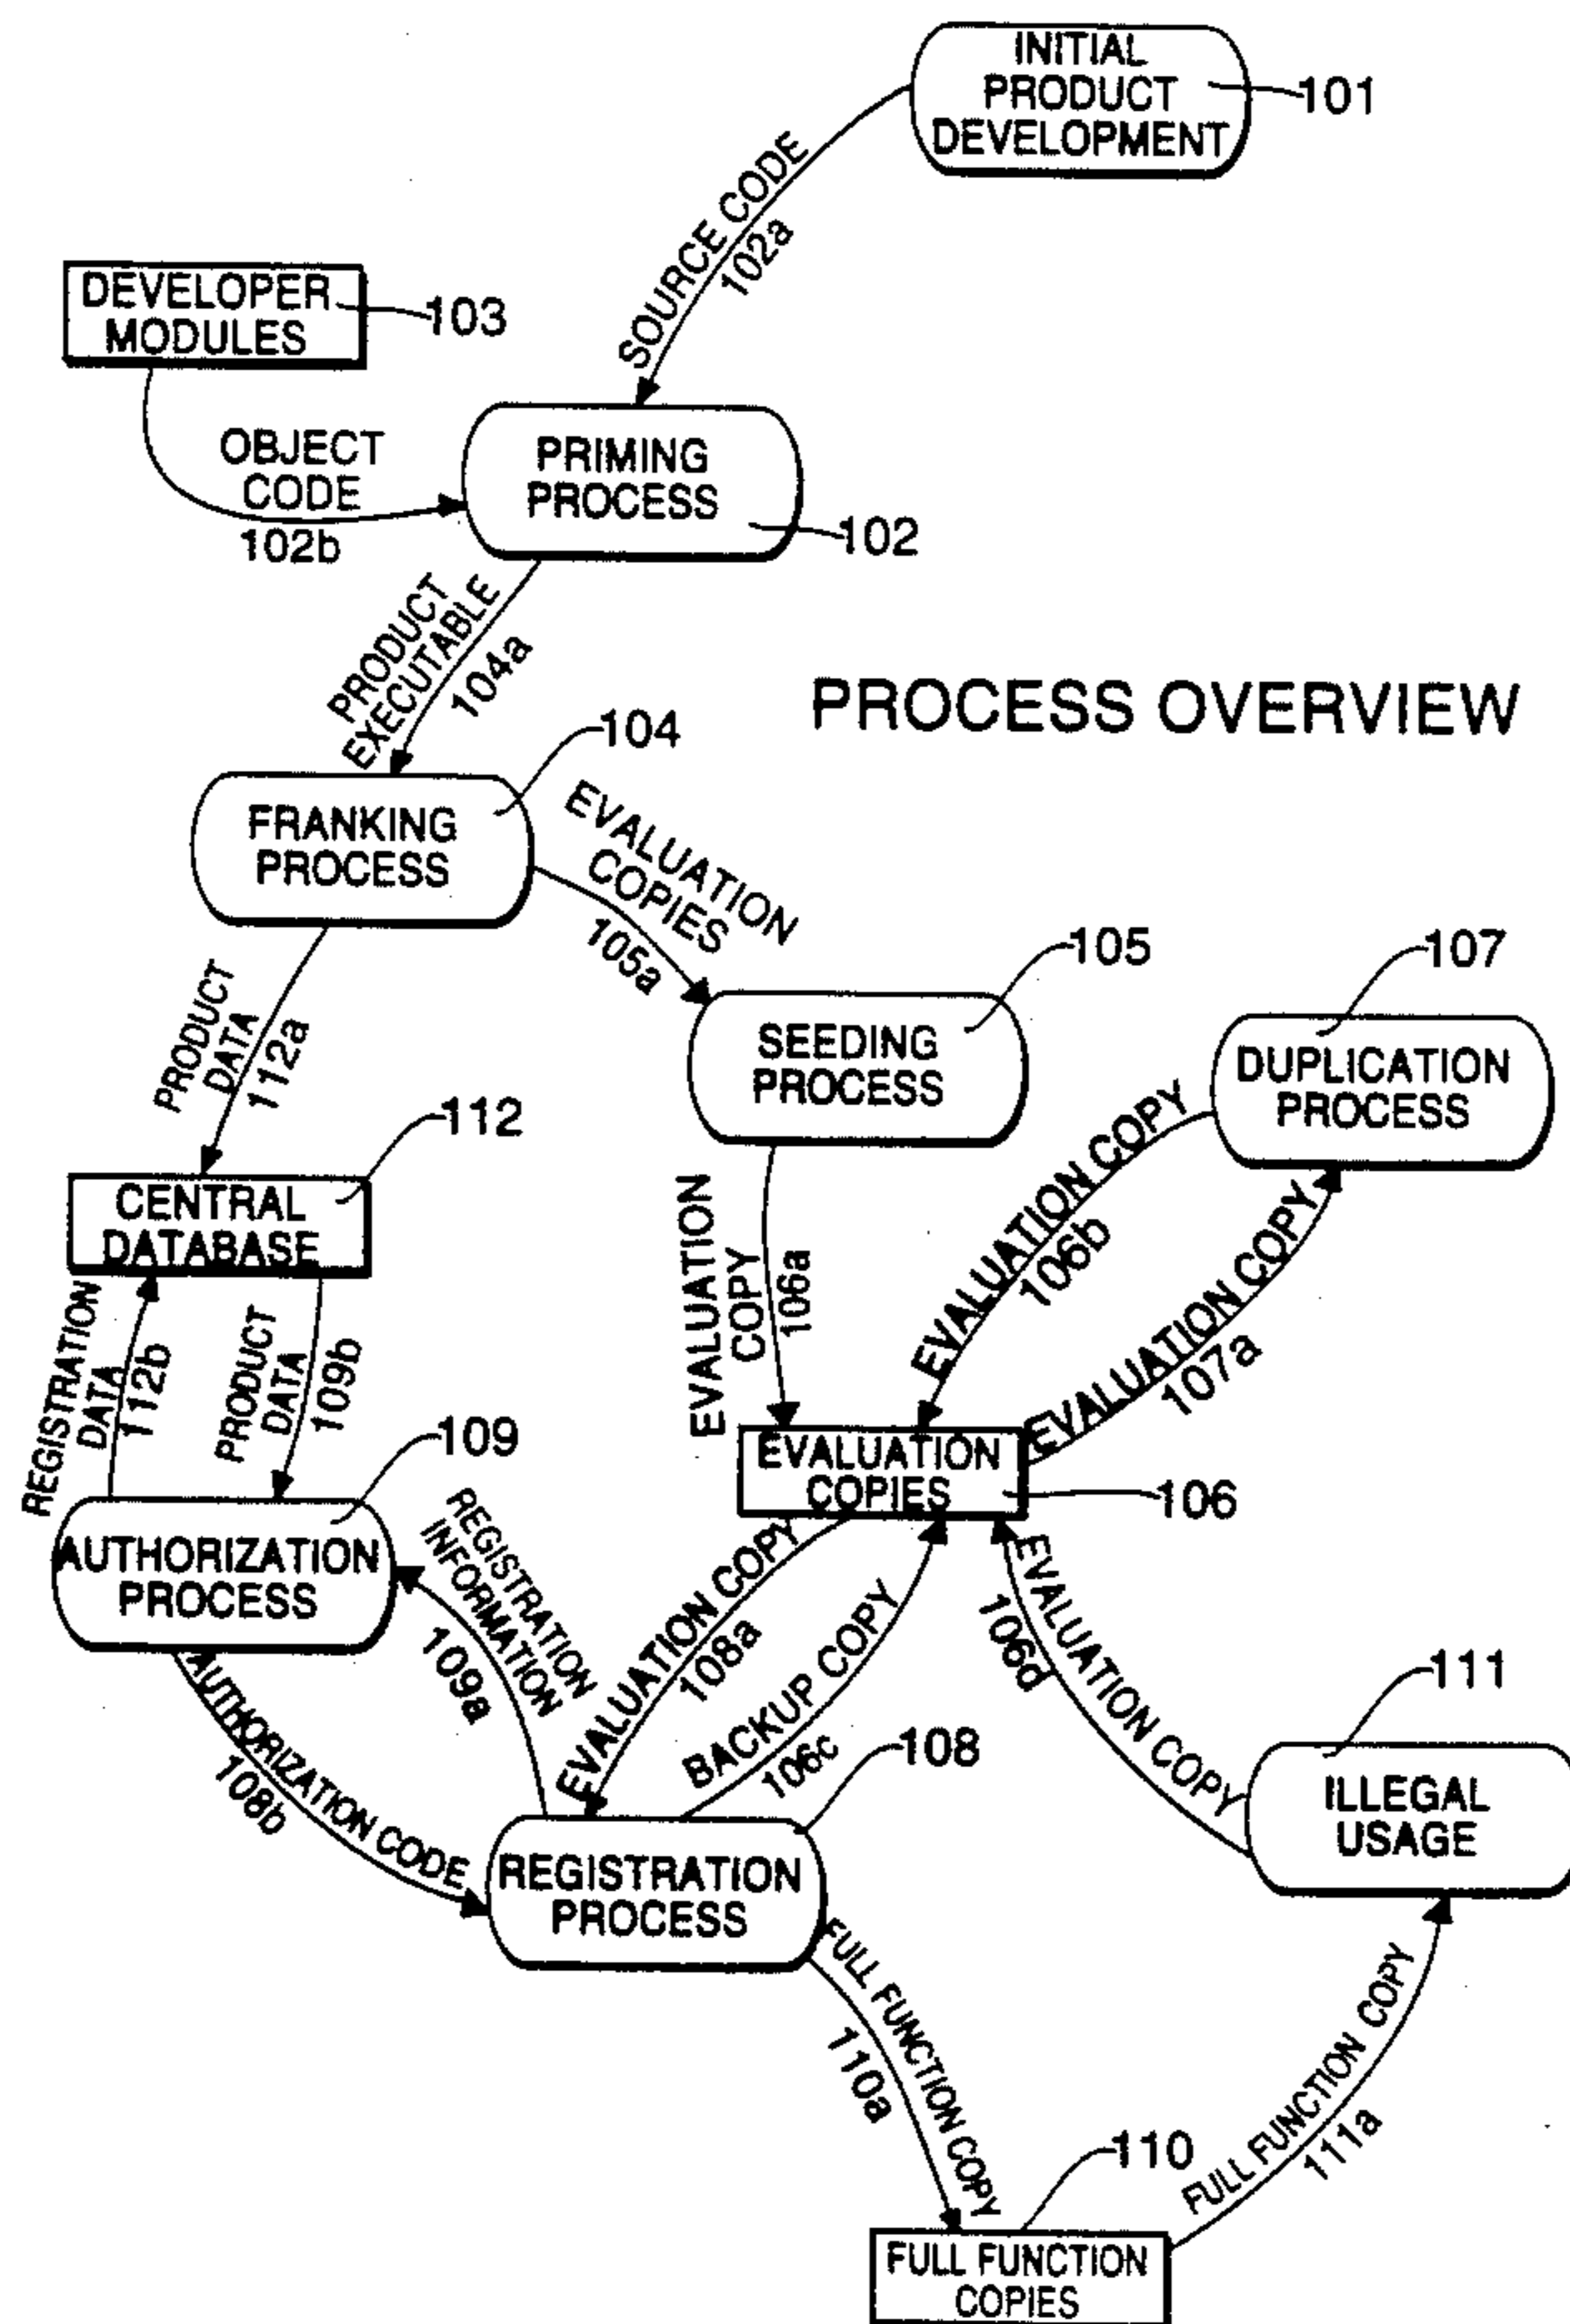 INITIAL
PRODUCT
DEVELOPMENT
101
SOURCE CODE
102a
DEVELOPER
MODULES
103
OBJECT
CODE
102b
PRIMING
PROCESS
102
PRODUCT
EXECUTABLE
104a
PROCESS OVERVIEW
104
FRANKING
PROCESS
EVALUATION
COPIES
105a
105
SEEDING
PROCESS
107
DUPLICATION
PROCESS
PRODUCT
DATA
112a
112
CENTRAL
DATABASE
EVALUATION
COPY
106a
EVALUATION COPY
106b
EVALUATION COPY
107a
REGISTRATION
DATA
112b
PRODUCT
DATA
109b
109
AUTHORIZATION
PROCESS
EVALUATION
COPIES
106
REGISTRATION
INFORMATION
109a
EVALUATION COPY
108a
BACKUP COPY
106c
EVALUATION COPY
106d
AUTHORIZATION CODE
108b
108
REGISTRATION
PROCESS
111
ILLEGAL
USAGE
FULL FUNCTION COPY
110a
FULL FUNCTION COPY
111a
110
FULL FUNCTION
COPIES